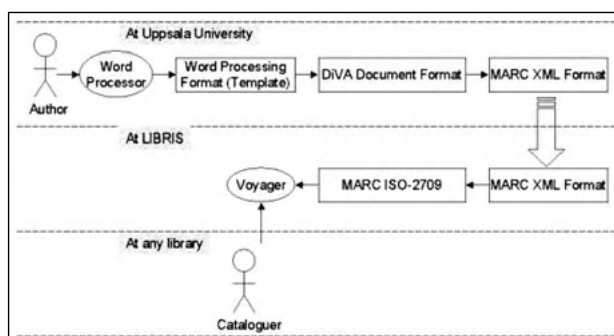 At Uppsala University
Word
Processor
Word Processing
Format (Template)
DiVA Document Format
MARC XML Format
Author
At LIBRIS
Voyager
MARC ISO-2709
MARC XML Format
At any library
Cataloguer